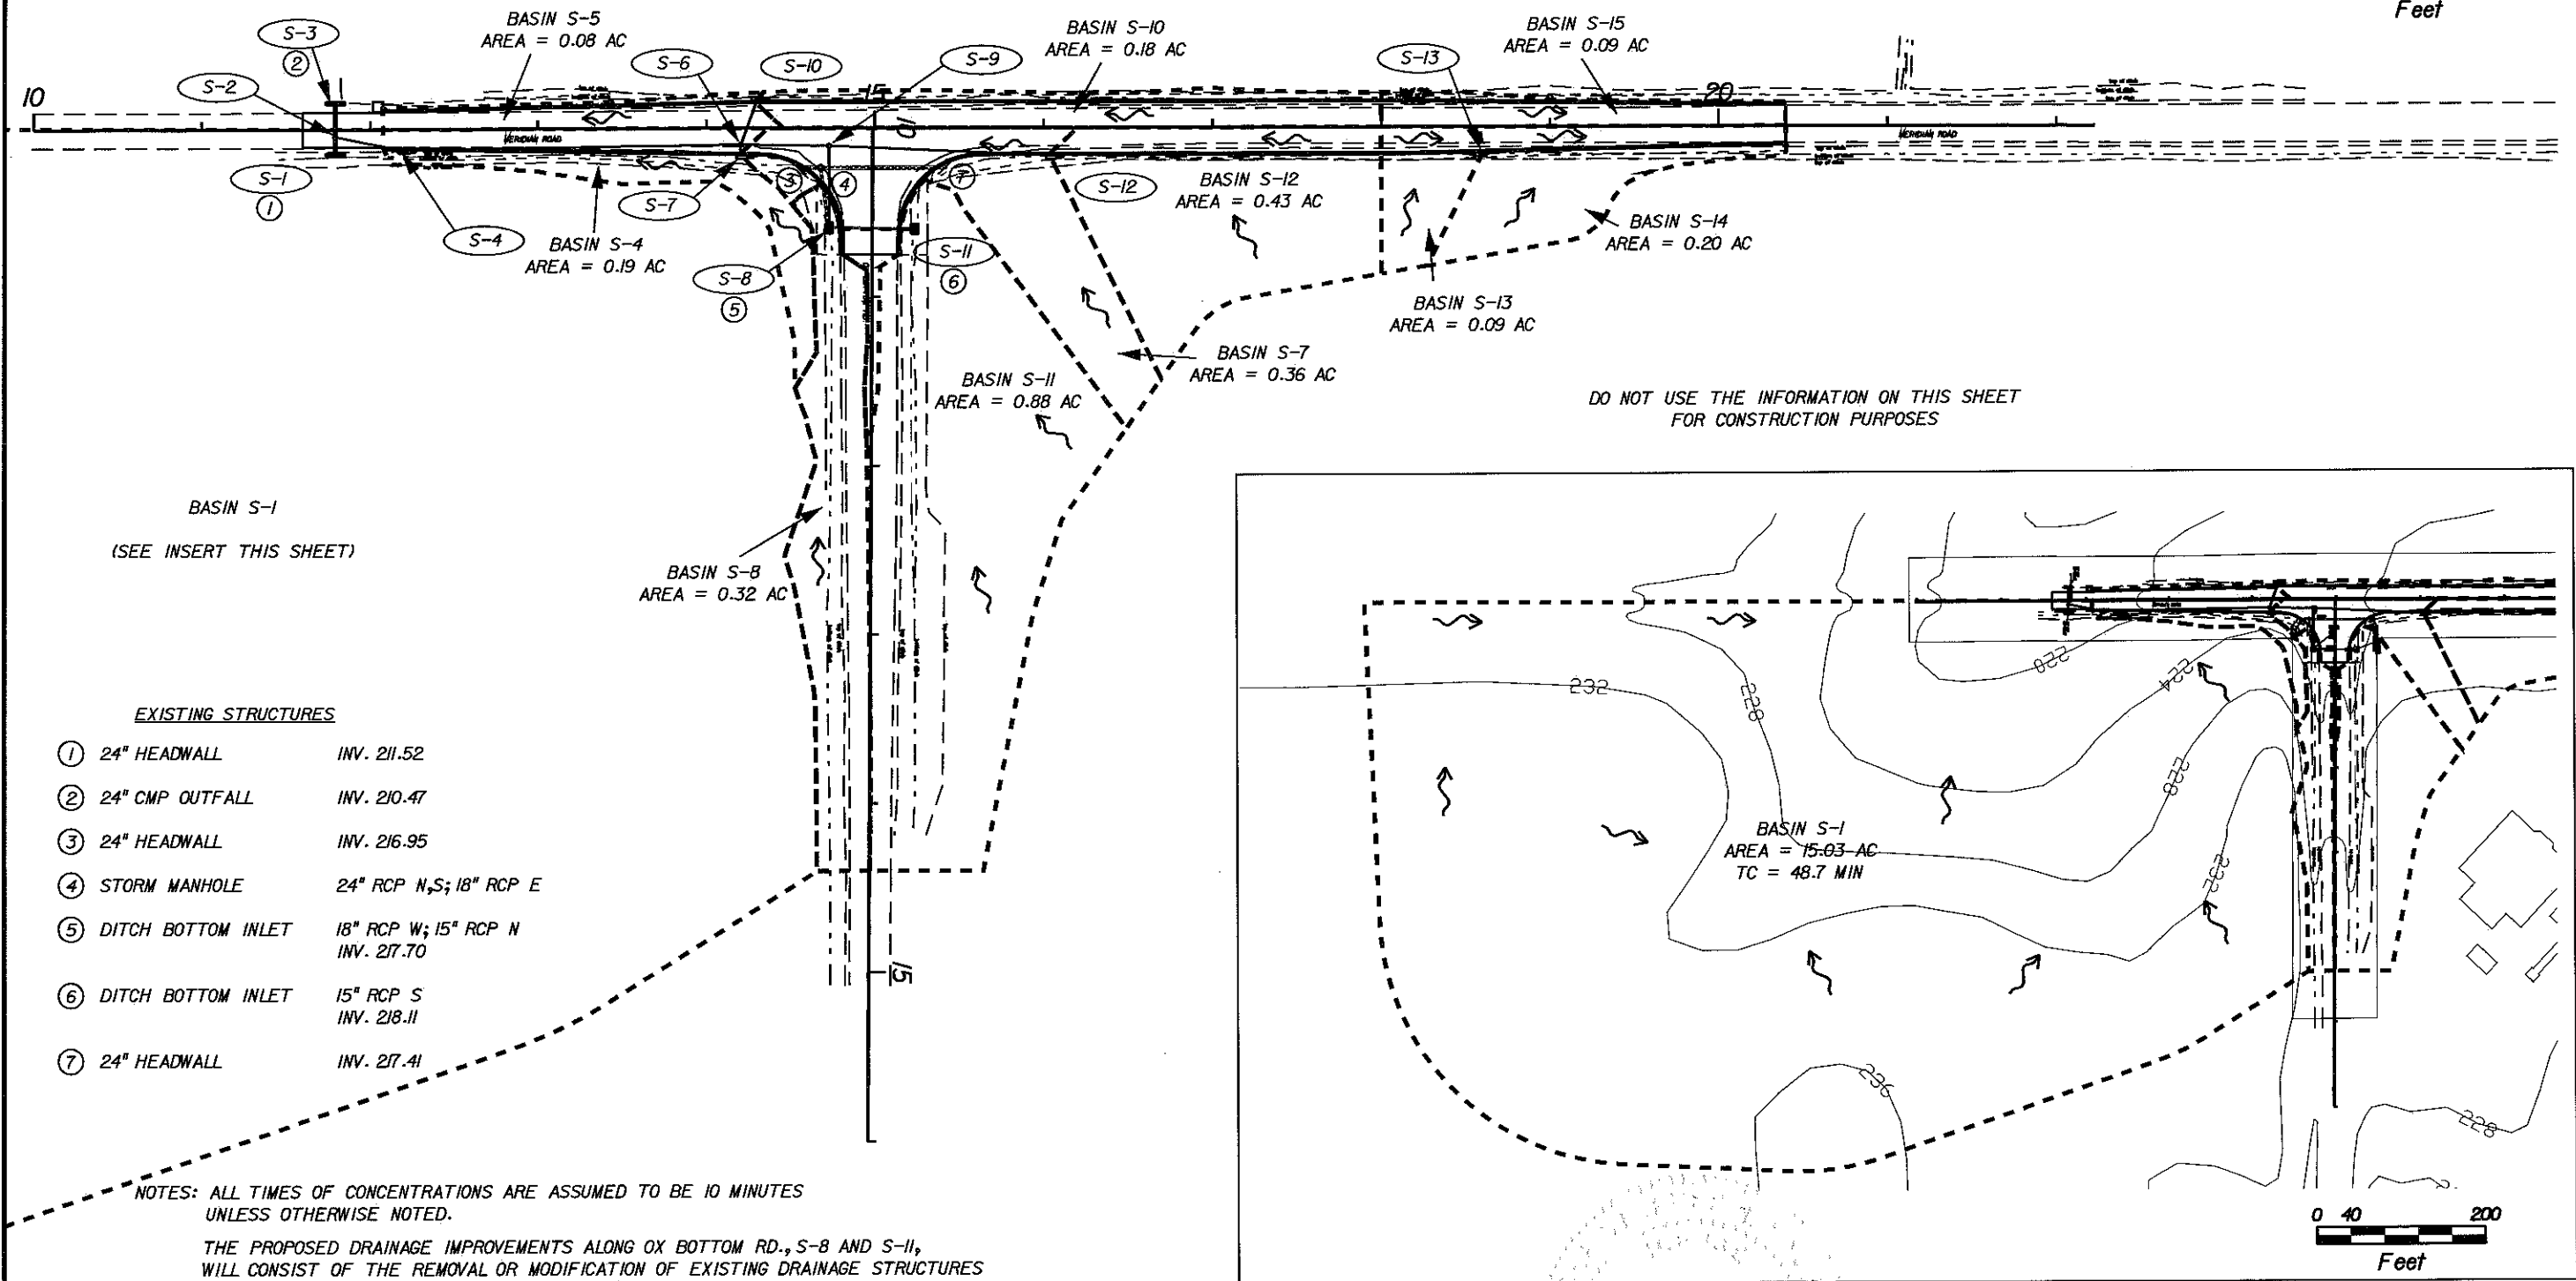 Feet
BASIN S-5
AREA = 0.08 AC
S-3
2
S-2
10
S-6
S-10
S-9
BASIN S-10
AREA = 0.18 AC
S-13
BASIN S-15
AREA = 0.09 AC
15
20
10
MERIDIAN ROAD
MERIDIAN ROAD
S-1
1
S-4
BASIN S-4
AREA = 0.19 AC
S-7
3
4
7
S-8
5
S-11
6
S-12
BASIN S-12
AREA = 0.43 AC
BASIN S-14
AREA = 0.20 AC
BASIN S-13
AREA = 0.09 AC
BASIN S-7
AREA = 0.36 AC
BASIN S-11
AREA = 0.88 AC
DO NOT USE THE INFORMATION ON THIS SHEET
FOR CONSTRUCTION PURPOSES
BASIN S-1
(SEE INSERT THIS SHEET)
BASIN S-8
AREA = 0.32 AC
15
EXISTING STRUCTURES
1 24" HEADWALL INV. 211.52
2 24" CMP OUTFALL INV. 210.47
3 24" HEADWALL INV. 216.95
4 STORM MANHOLE 24" RCP N,S; 18" RCP E
5 DITCH BOTTOM INLET 18" RCP W; 15" RCP N
INV. 217.70
6 DITCH BOTTOM INLET 15" RCP S
INV. 218.11
7 24" HEADWALL INV. 217.41
NOTES: ALL TIMES OF CONCENTRATIONS ARE ASSUMED TO BE 10 MINUTES
UNLESS OTHERWISE NOTED.
THE PROPOSED DRAINAGE IMPROVEMENTS ALONG OX BOTTOM RD., S-8 AND S-11,
WILL CONSIST OF THE REMOVAL OR MODIFICATION OF EXISTING DRAINAGE STRUCTURES
232
228
220
224
228
232
BASIN S-1
AREA = 15.03 AC
TC = 48.7 MIN
236
228
0 40 200
Feet